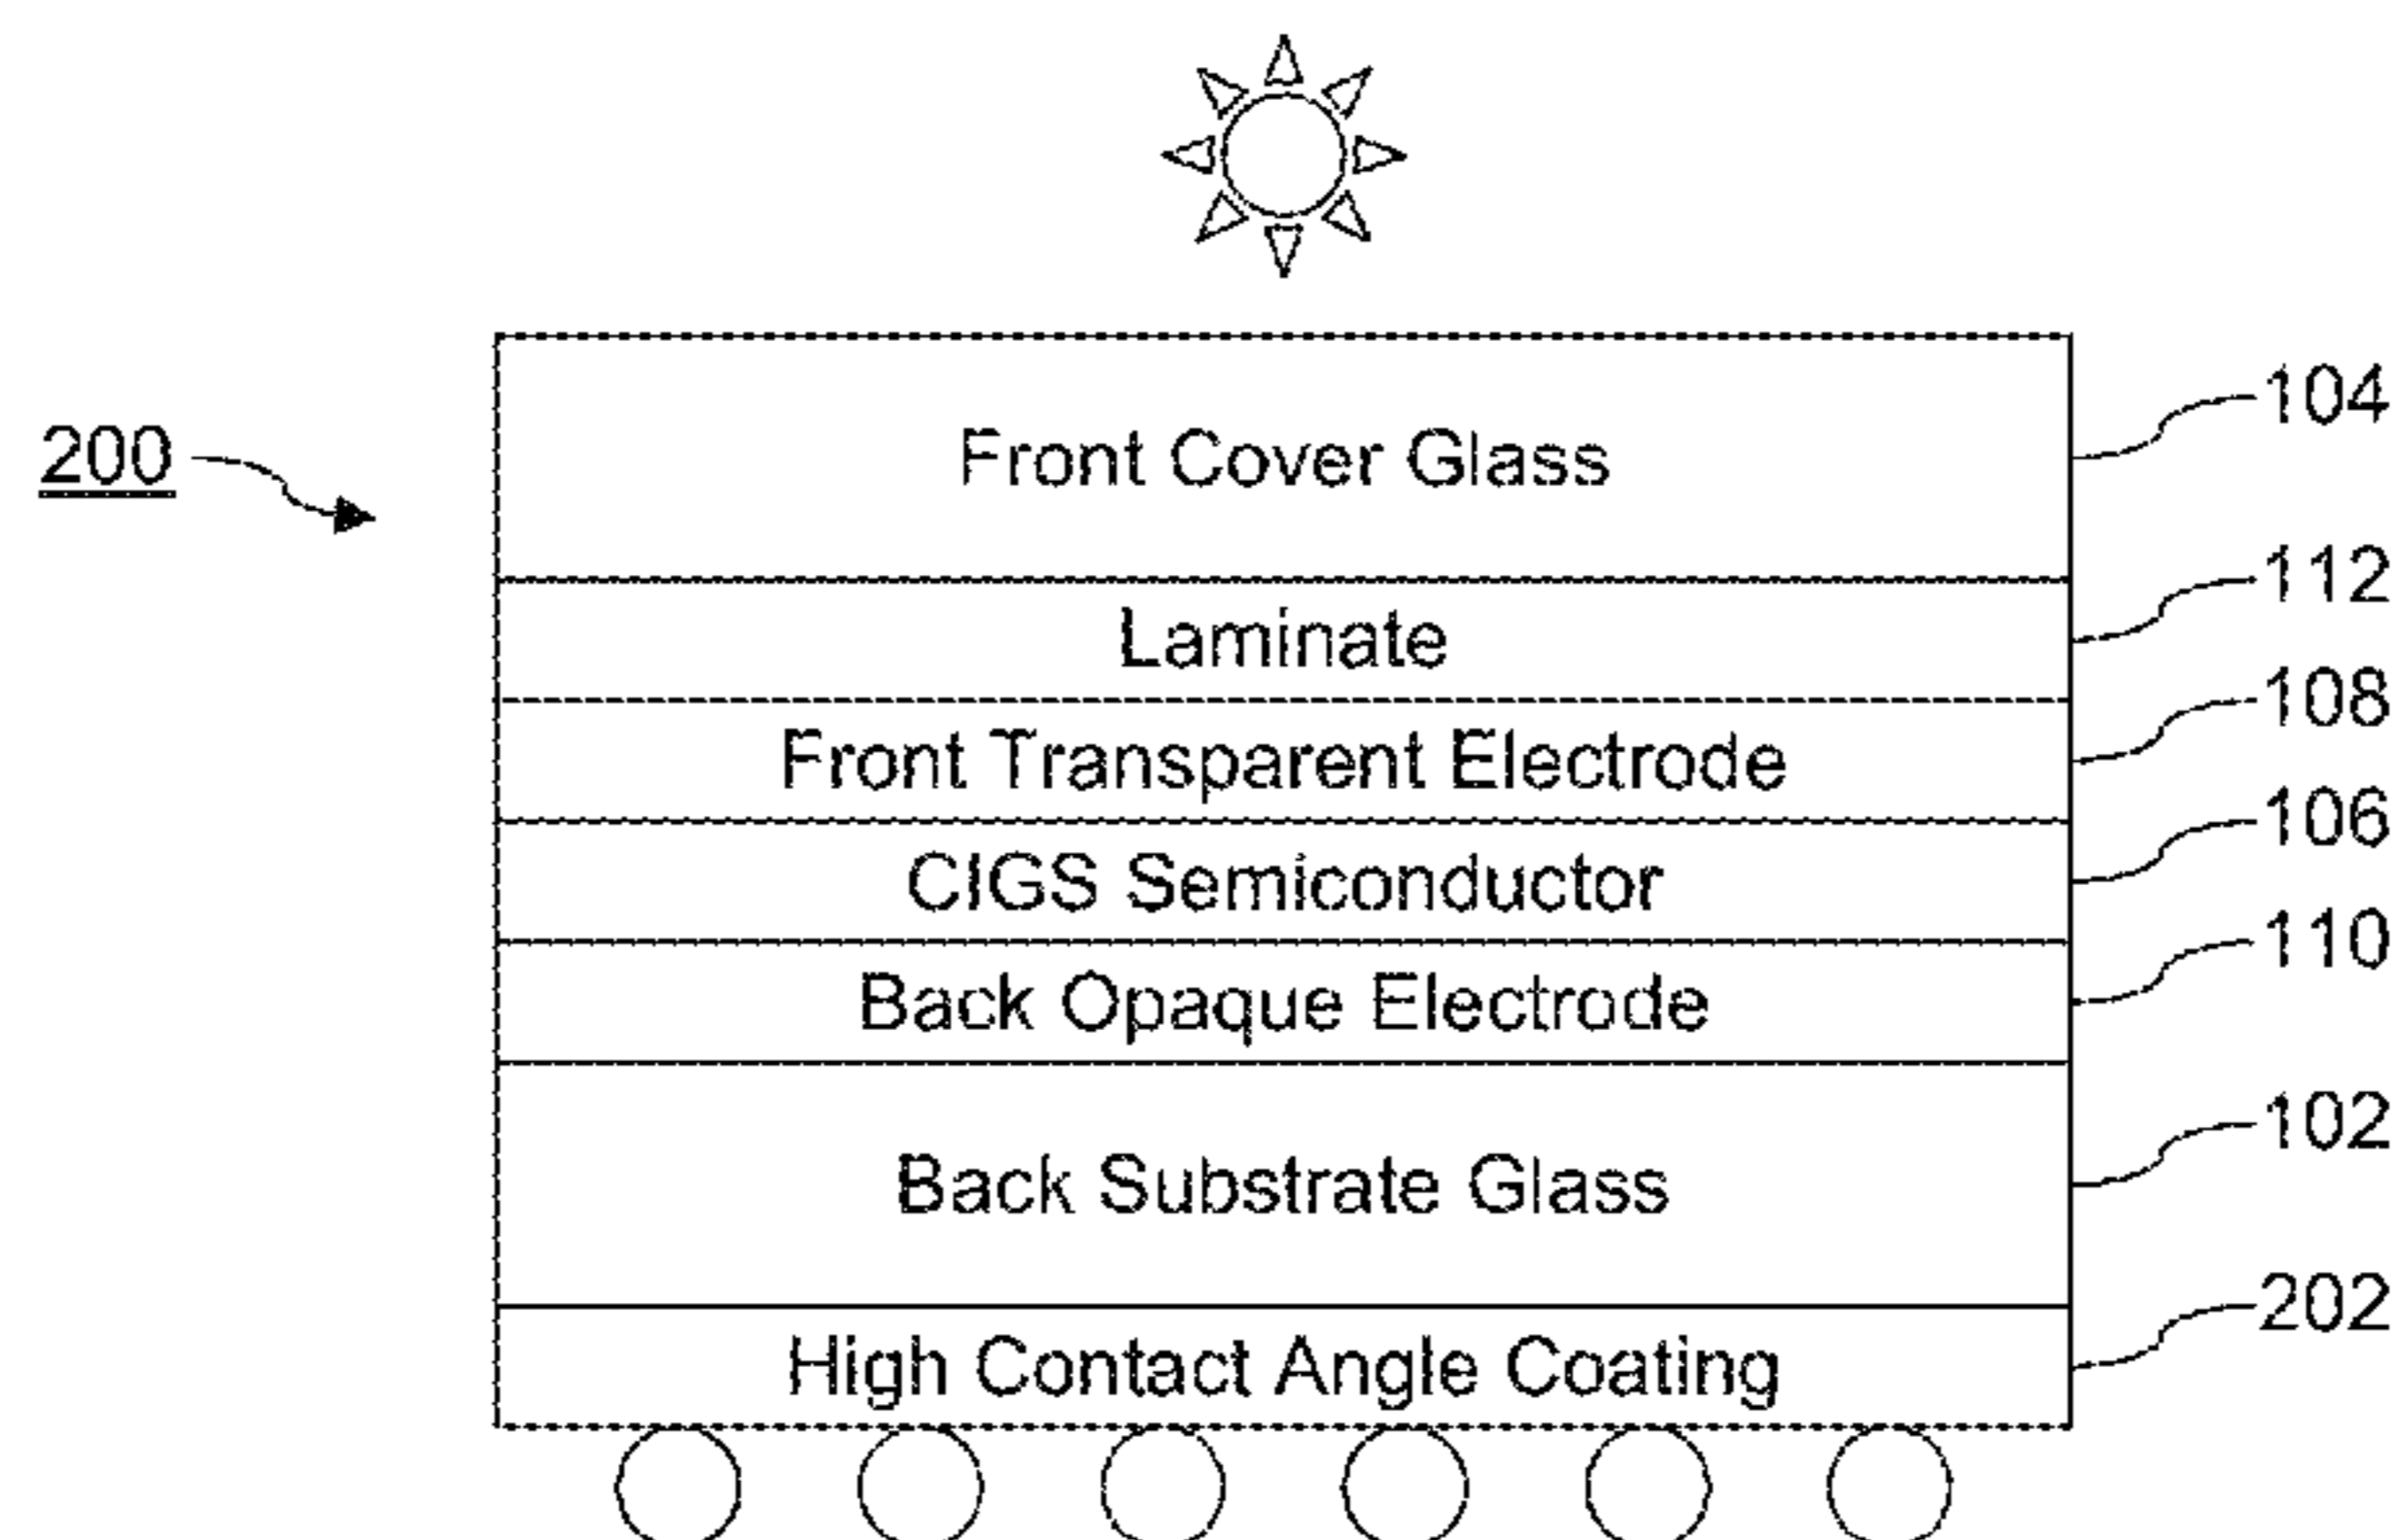 104
Front Cover Glass
200
112
Laminate
108
Front Transparent Electrode
106
CIGS Semiconductor
110
Back Opaque Electrode
102
Back Substrate Glass
202
High Contact Angle Coating